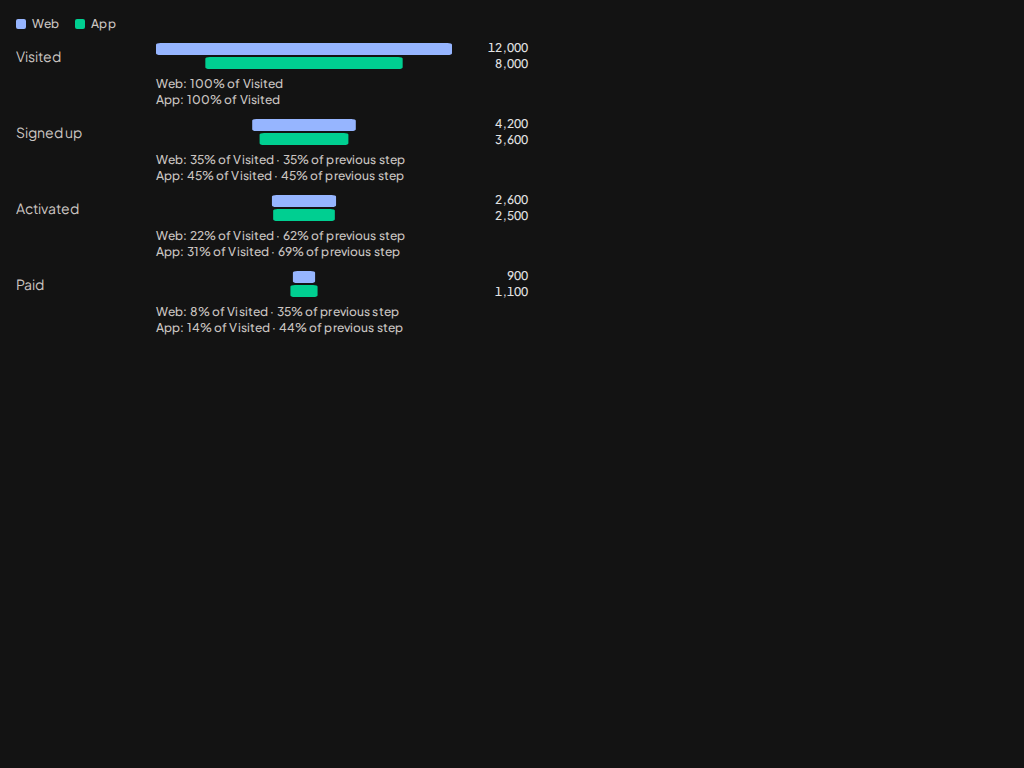 Web App
Visited
12,000
8,000
Web: 100% of Visited
App: 100% of Visited
Signed up
4,200
3,600
Web: 35% of Visited · 35% of previous step
App: 45% of Visited · 45% of previous step
Activated
2,600
2,500
Web: 22% of Visited · 62% of previous step
App: 31% of Visited · 69% of previous step
Paid
900
1,100
Web: 8% of Visited · 35% of previous step
App: 14% of Visited · 44% of previous step